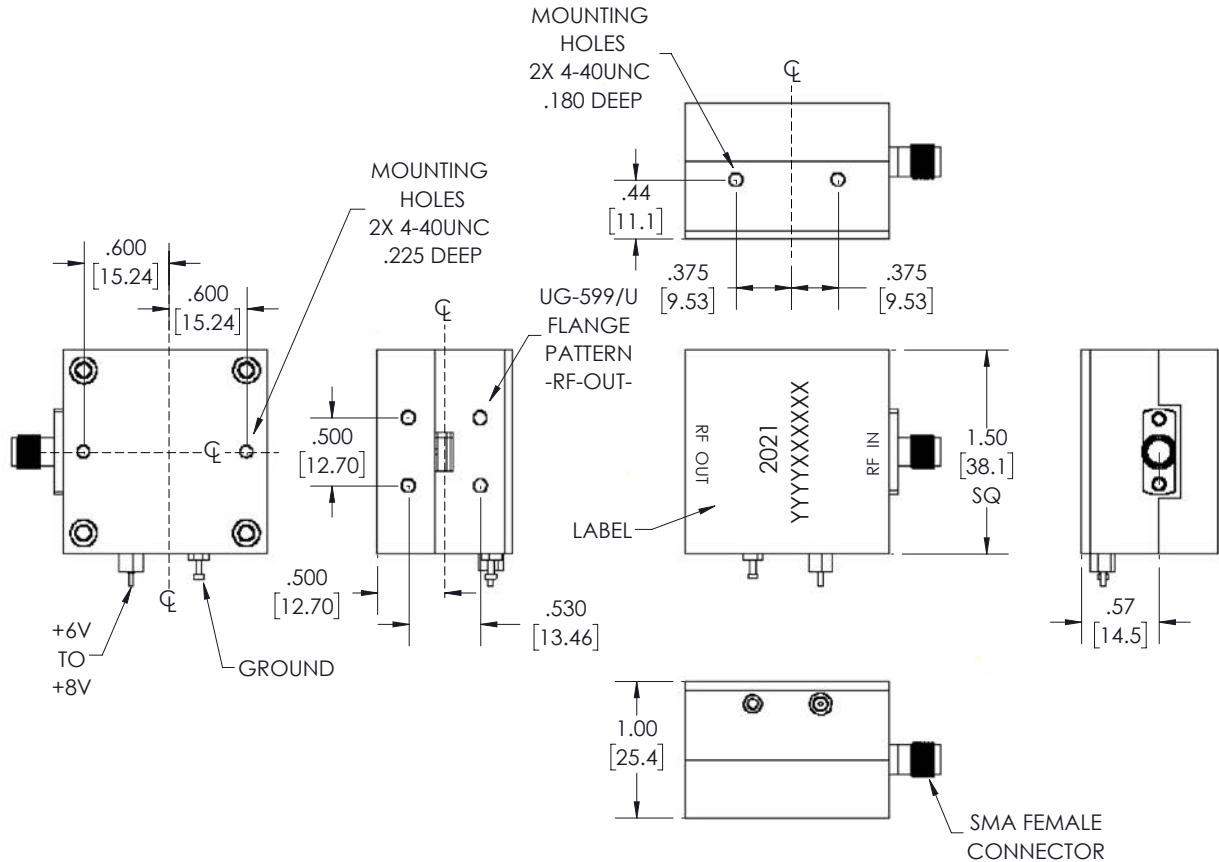 MOUNTING
HOLES
2X 4-40UNC
.180 DEEP
℄
.44
[11.1]
.375
[9.53]
.375
[9.53]
MOUNTING
HOLES
2X 4-40UNC
.225 DEEP
.600
[15.24]
.600
[15.24]
℄
℄
+6V
TO
+8V
GROUND
℄
UG-599/U
FLANGE
PATTERN
-RF-OUT-
.500
[12.70]
.500
[12.70]
.530
[13.46]
RF OUT
2021
YYYYXXXXXX
RF IN
LABEL
1.50
[38.1]
SQ
.57
[14.5]
1.00
[25.4]
SMA FEMALE
CONNECTOR